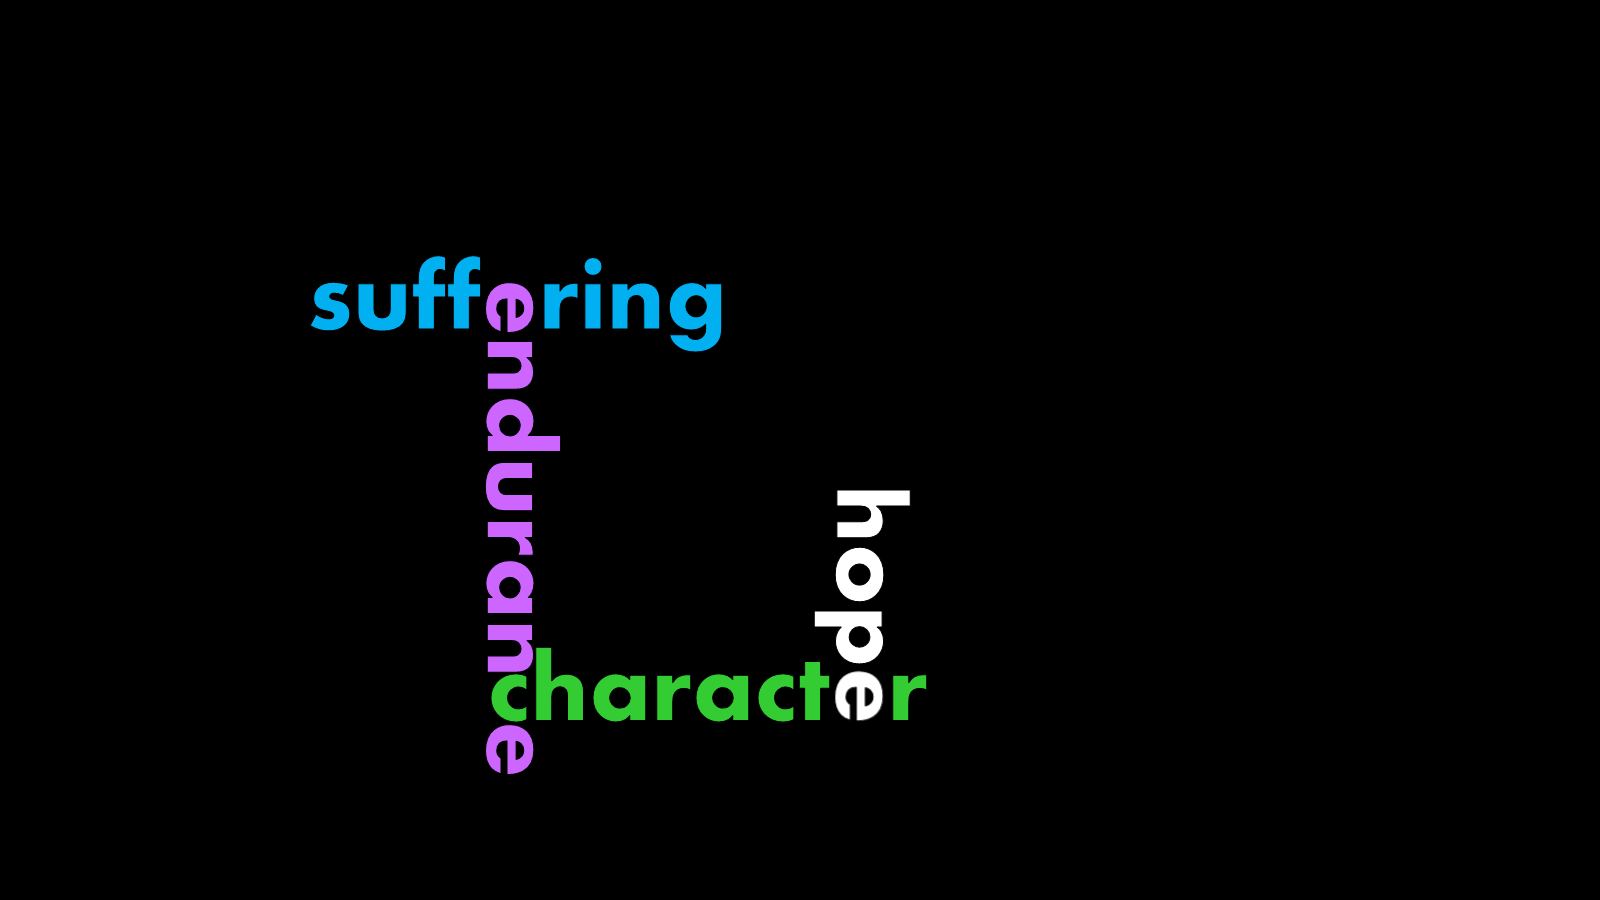 suffering
endurance
character
hope